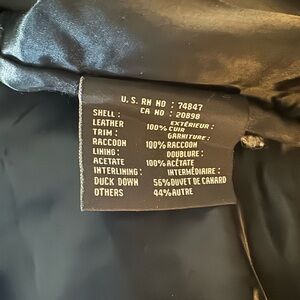 U. S. RN NO : 74847
CA NO : 20898
SHELL : EXTÉRIEUR :
LEATHER 100% CUIR
TRIM : GARNITURE:
RACCOON 100% RACCOON
LINING : DOUBLURE :
ACETATE 100% ACÉTATE
INTERLINING : INTERMÉDIAIRE :
DUCK DOWN 56% DUVET DE CANARD
OTHERS 44% AUTRE